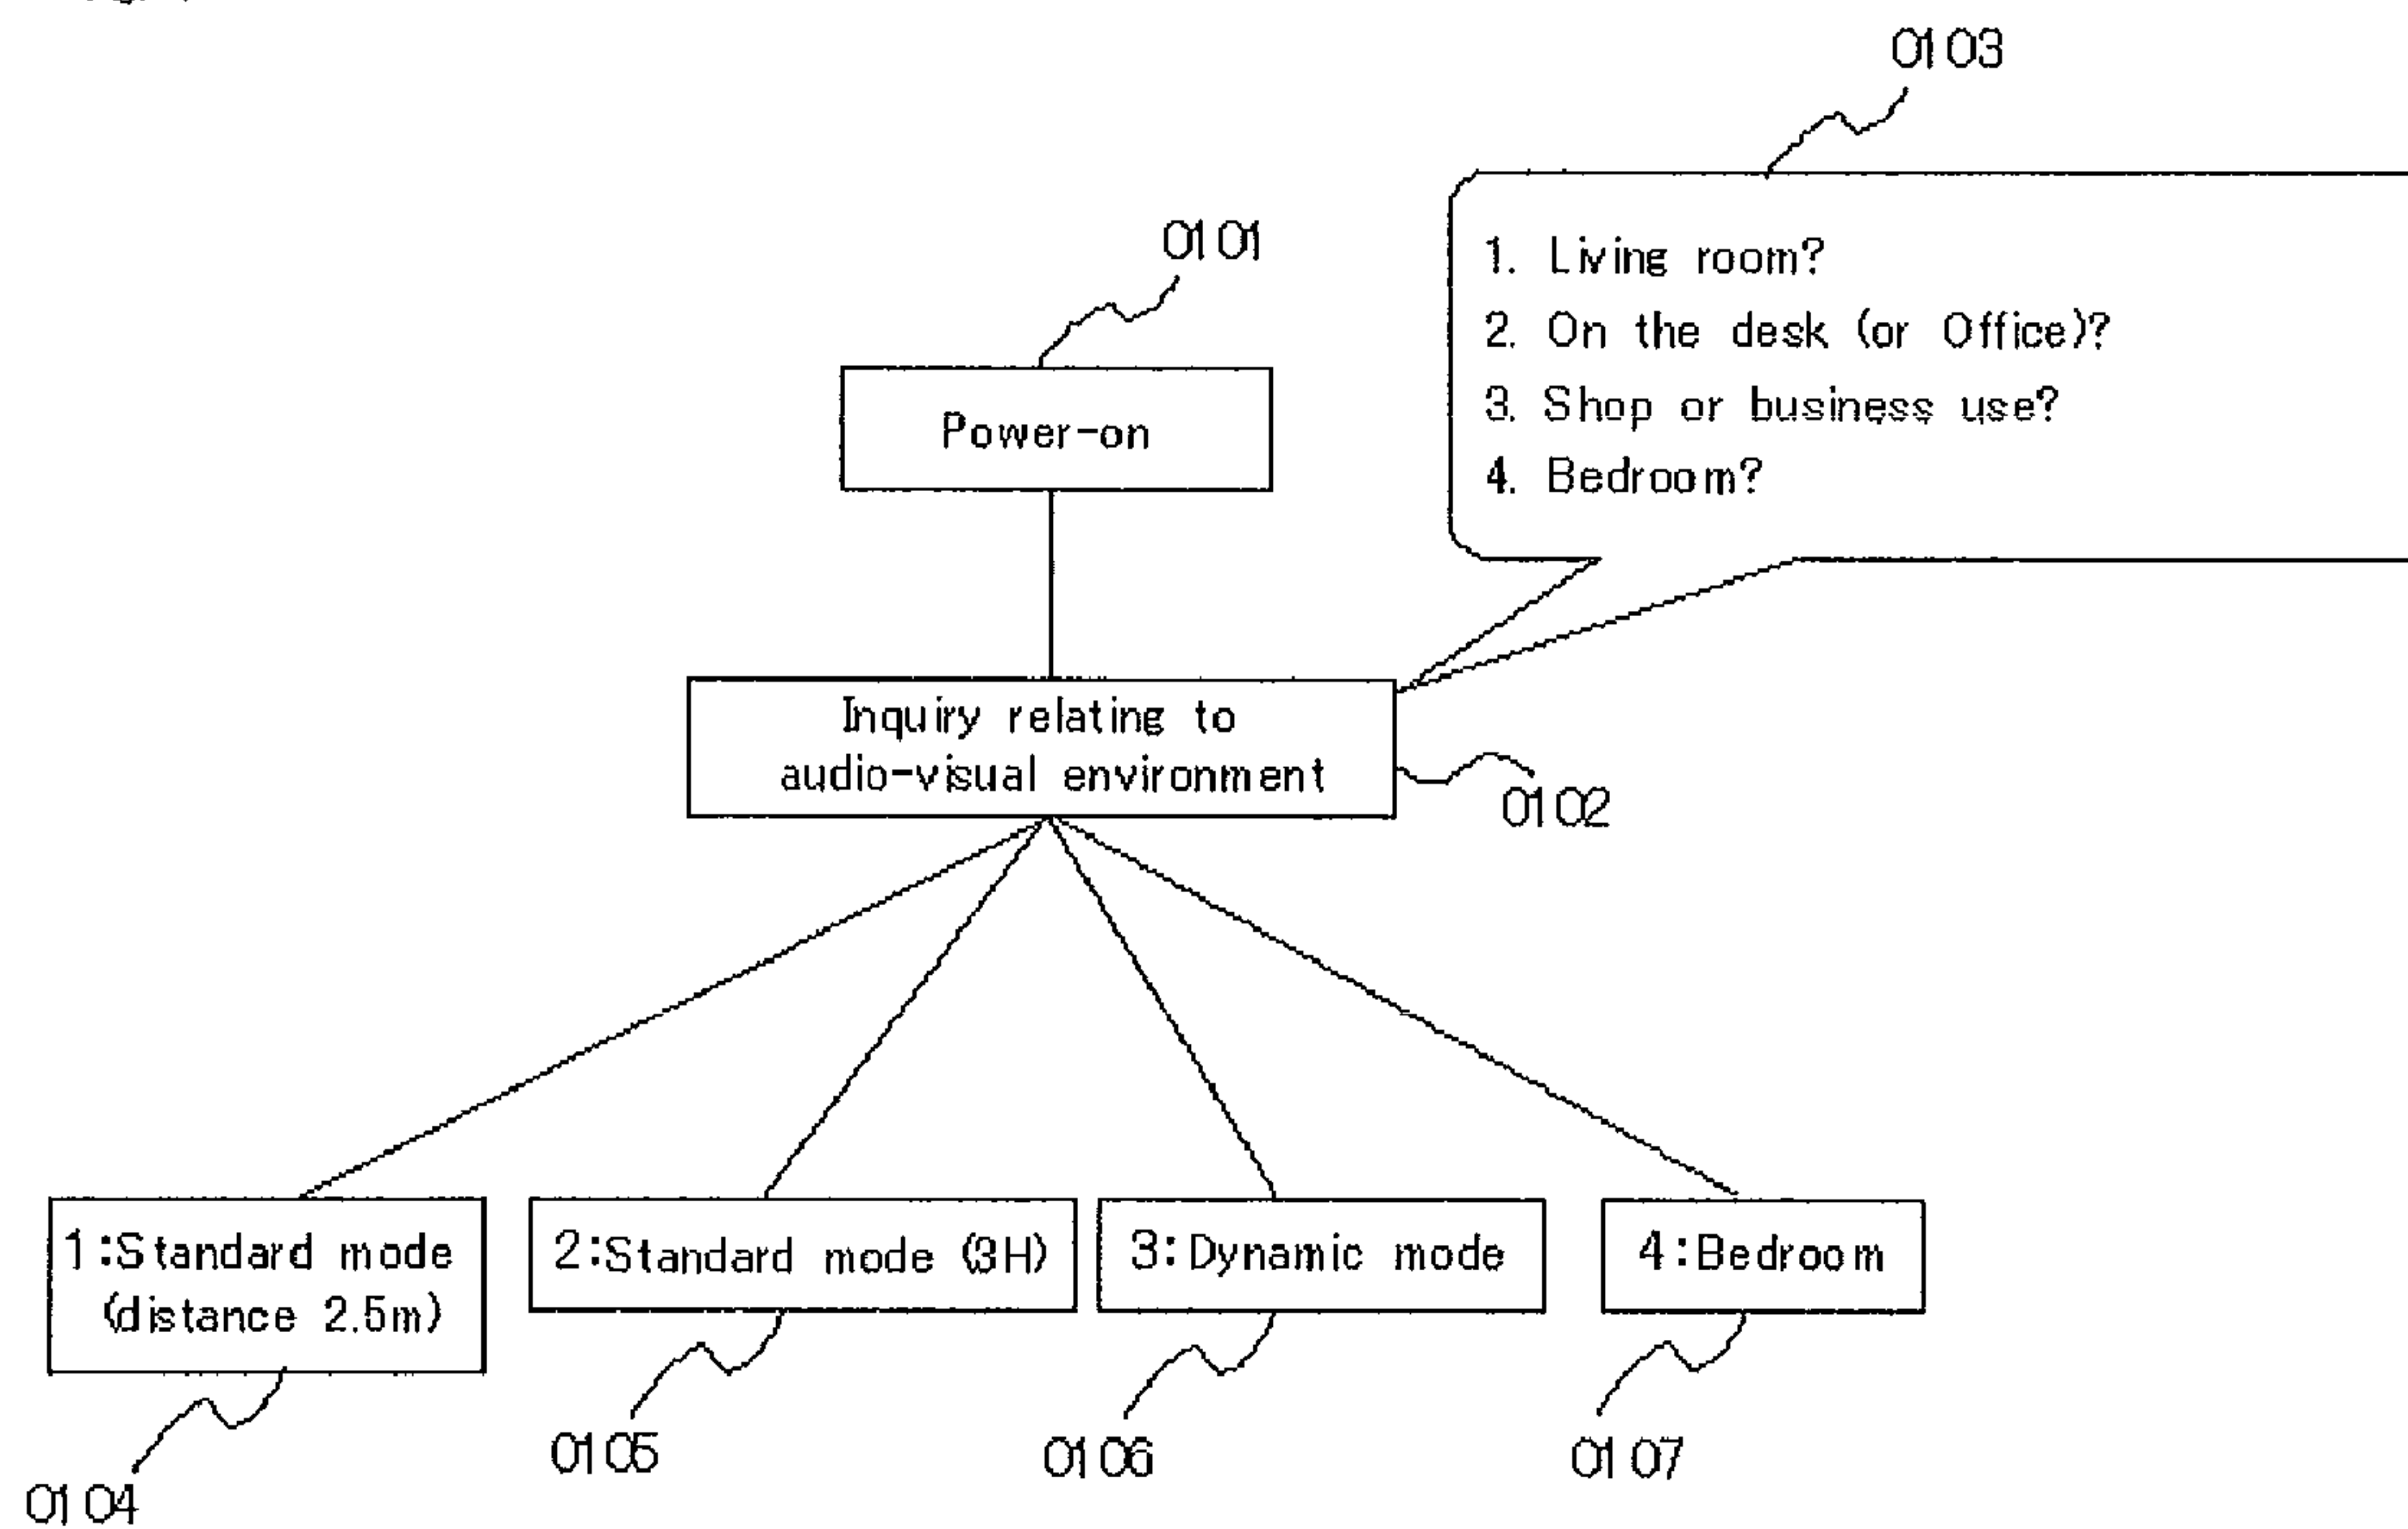 0103
0101
1. Living room?
2. On the desk (or Office)?
3. Shop or business use?
4. Bedroom?
Power-on
Inquiry relating to
audio-visual environment
0102
1:Standard mode
(distance 2.5m)
2:Standard mode (3H)
3:Dynamic mode
4:Bedroom
0105
0106
0107
0104